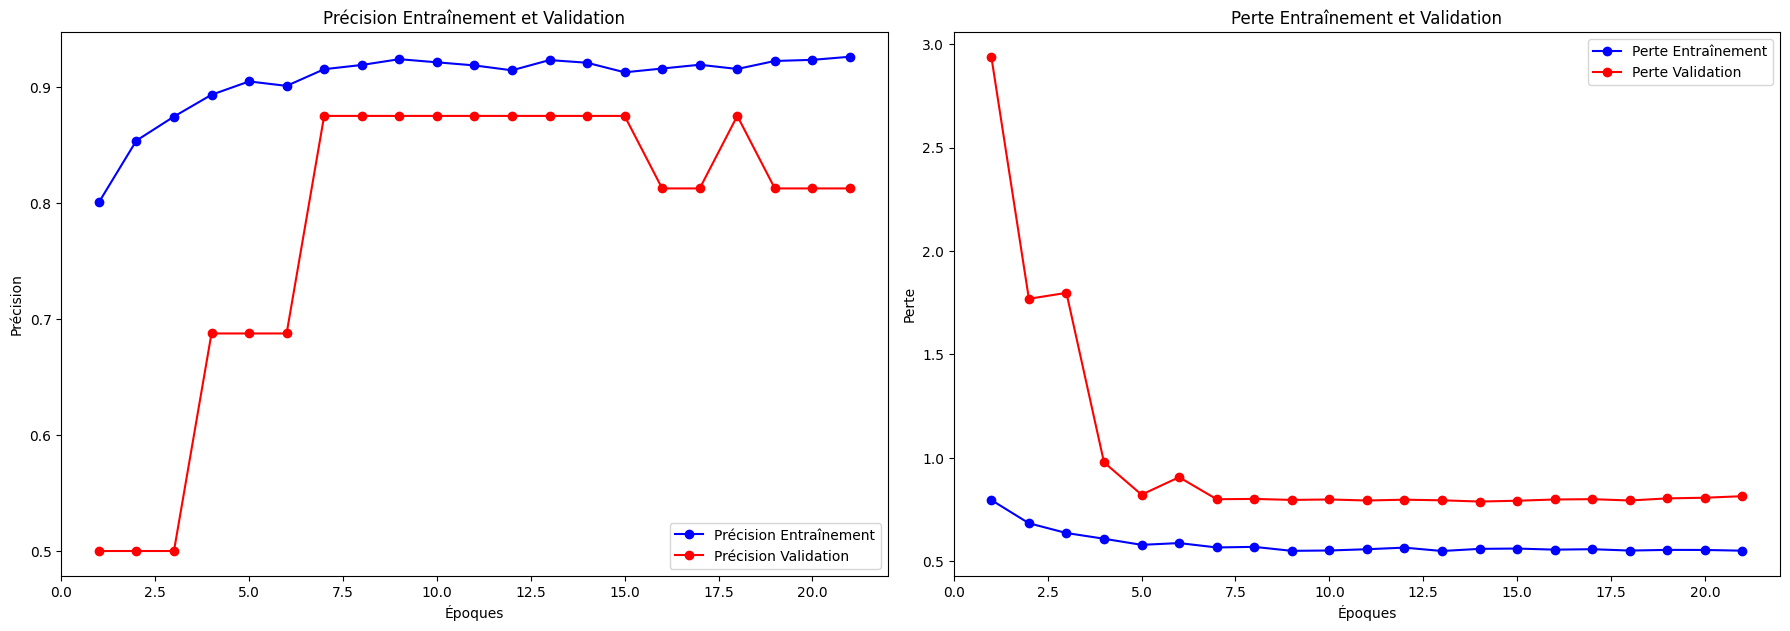 Précision Entraînement et Validation
Précision
0.9
0.8
0.7
0.6
0.5
0.0 2.5 5.0 7.5 10.0 12.5 15.0 17.5 20.0
Époques
Précision Entraînement
Précision Validation
Perte Entraînement et Validation
Perte
3.0
2.5
2.0
1.5
1.0
0.5
0.0 2.5 5.0 7.5 10.0 12.5 15.0 17.5 20.0
Époques
Perte Entraînement
Perte Validation